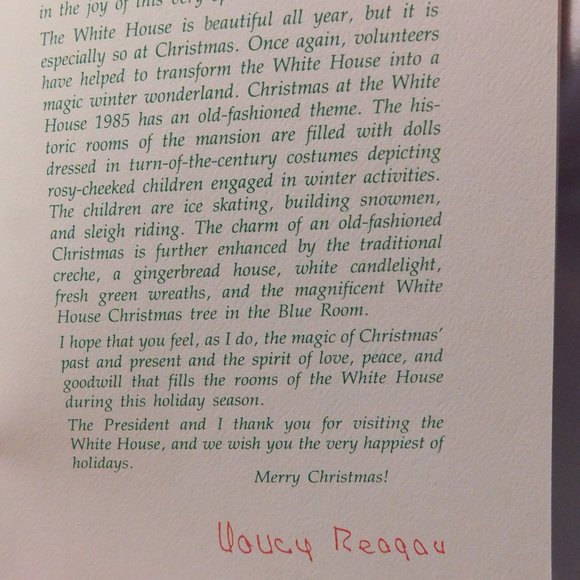 in the joy of this very
The White House is beautiful all year, but it is
especially so at Christmas. Once again, volunteers
have helped to transform the White House into a
magic winter wonderland. Christmas at the White
House 1985 has an old-fashioned theme. The his-
toric rooms of the mansion are filled with dolls
dressed in turn-of-the-century costumes depicting
rosy-cheeked children engaged in winter activities.
The children are ice skating, building snowmen,
and sleigh riding. The charm of an old-fashioned
Christmas is further enhanced by the traditional
creche, a gingerbread house, white candlelight,
fresh green wreaths, and the magnificent White
House Christmas tree in the Blue Room.
I hope that you feel, as I do, the magic of Christmas'
past and present and the spirit of love, peace, and
goodwill that fills the rooms of the White House
during this holiday season.
The President and I thank you for visiting the
White House, and we wish you the very happiest of
holidays.
Merry Christmas!
Nancy Reagan